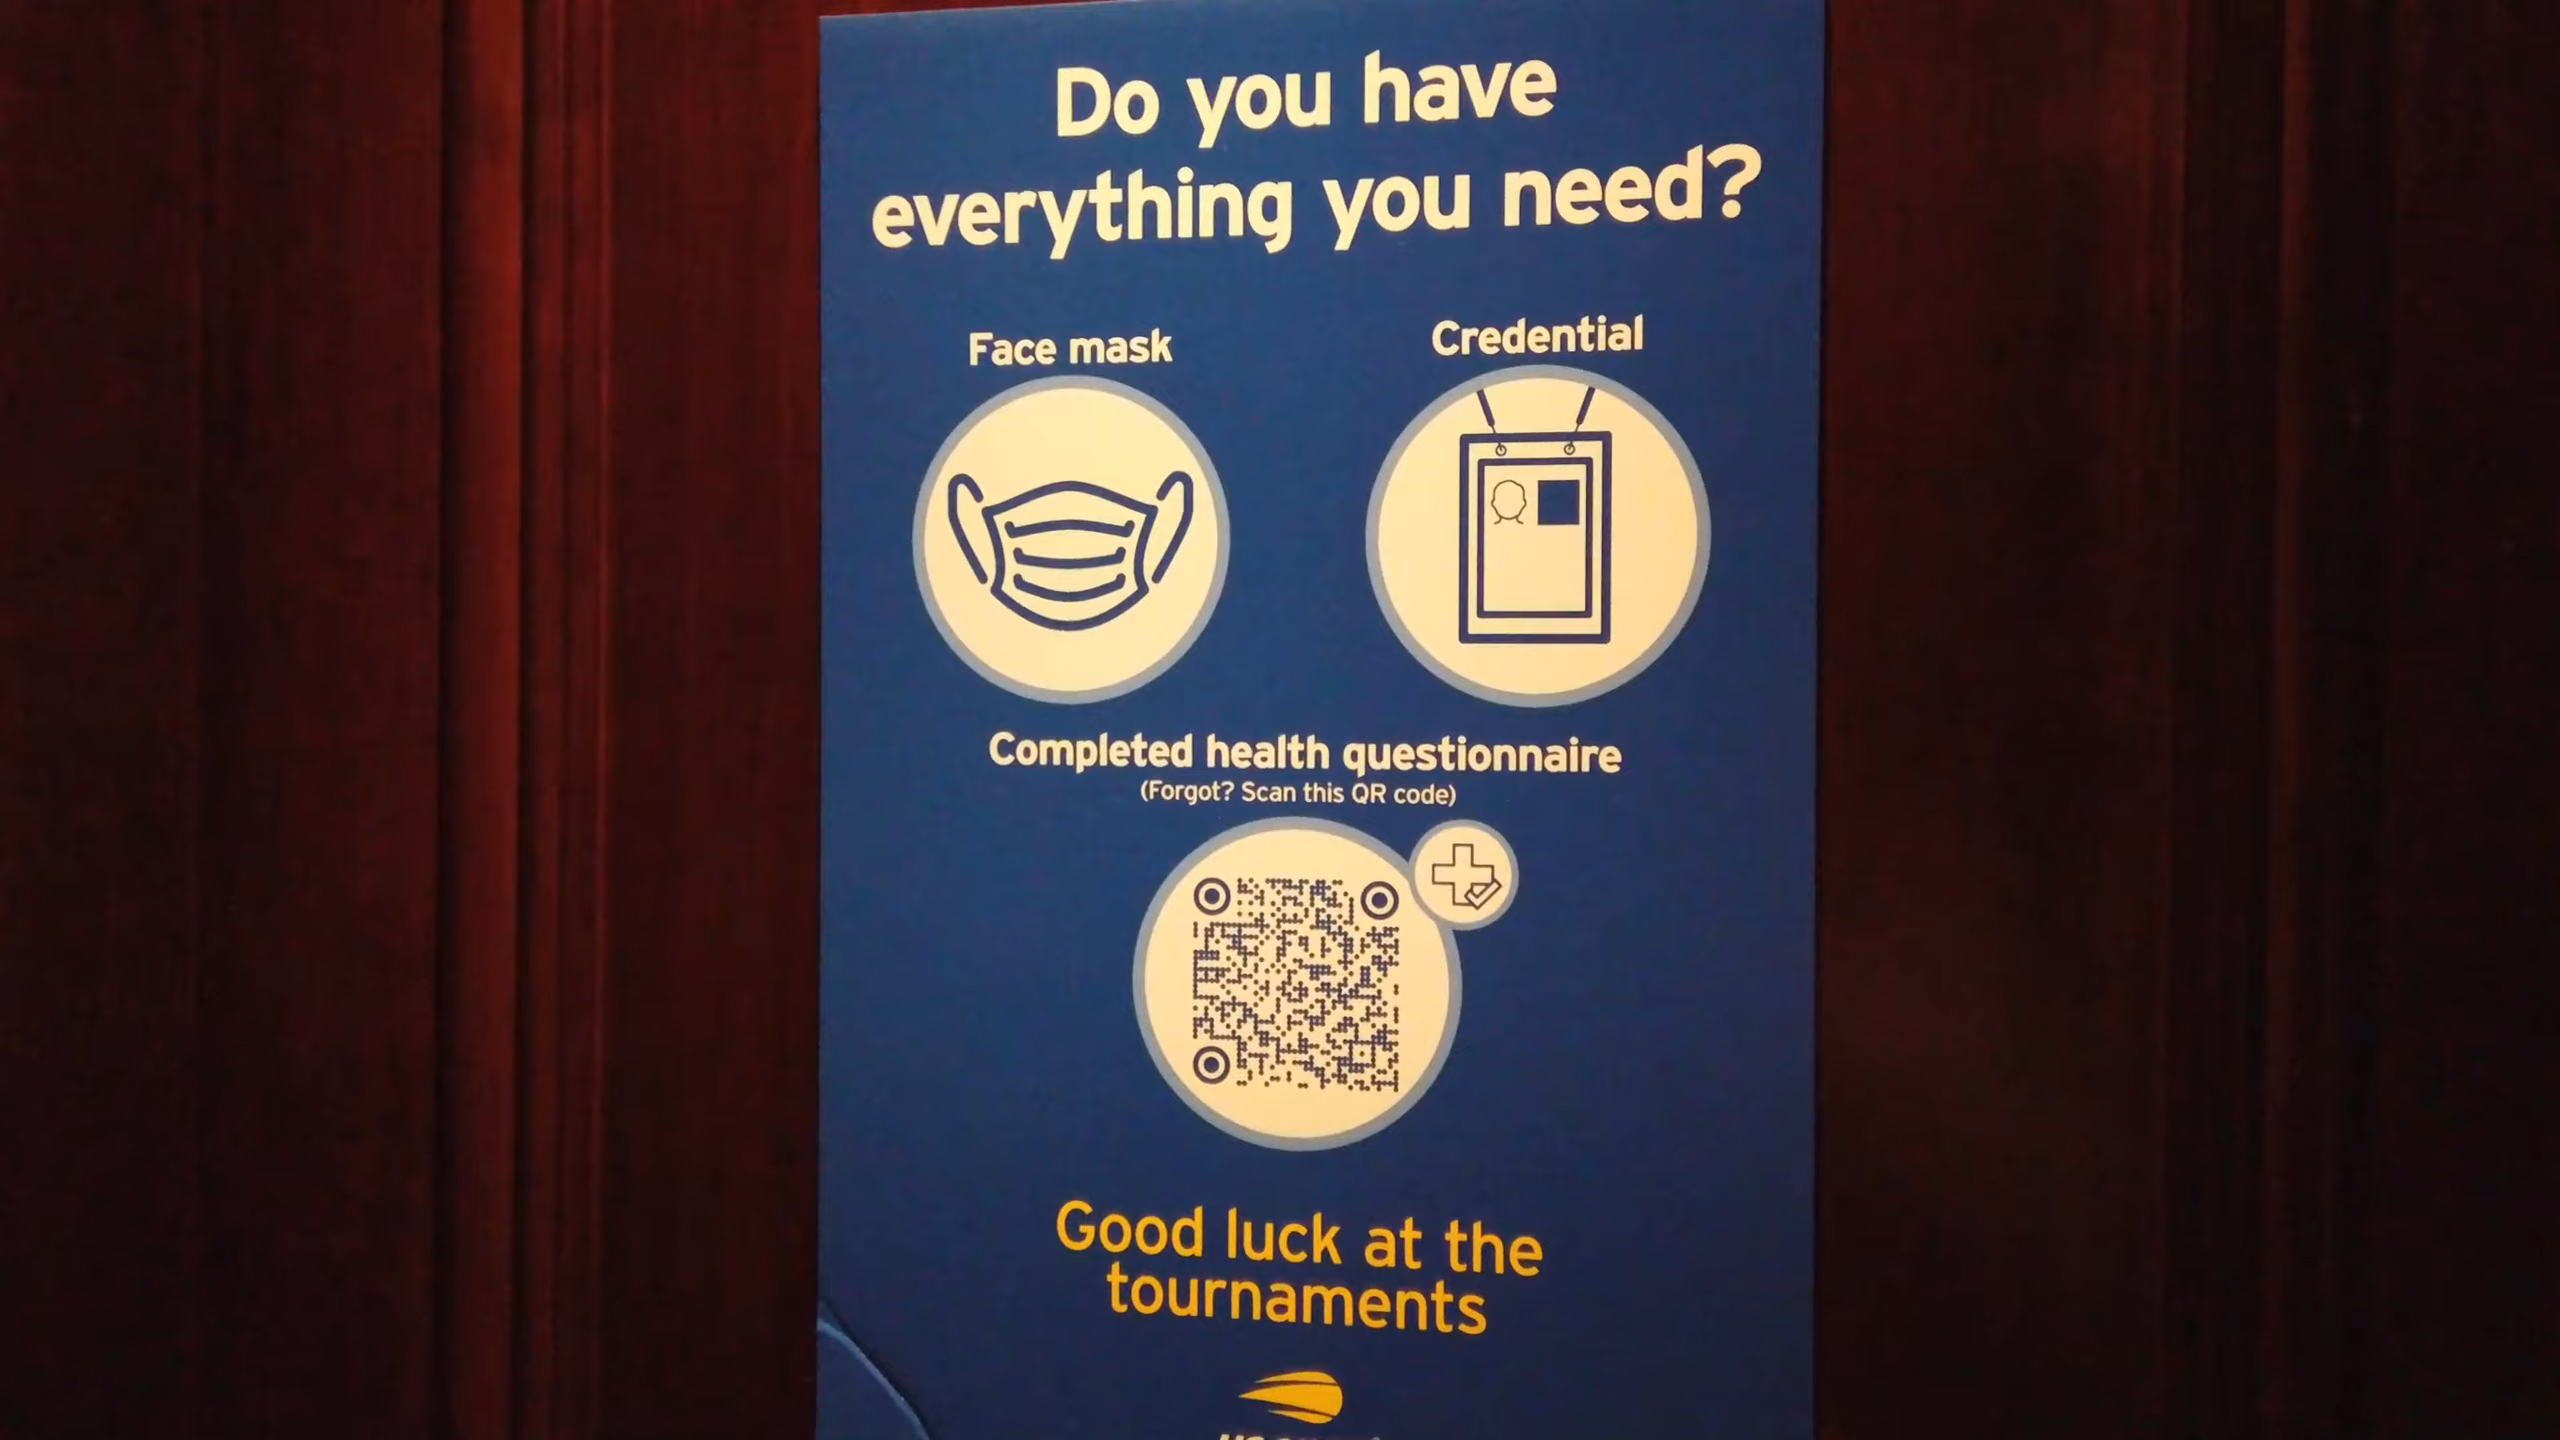 Do you have
everything you need?
Face mask
Credential
Completed health questionnaire
(Forgot? Scan this QR code)
Good luck at the
tournaments